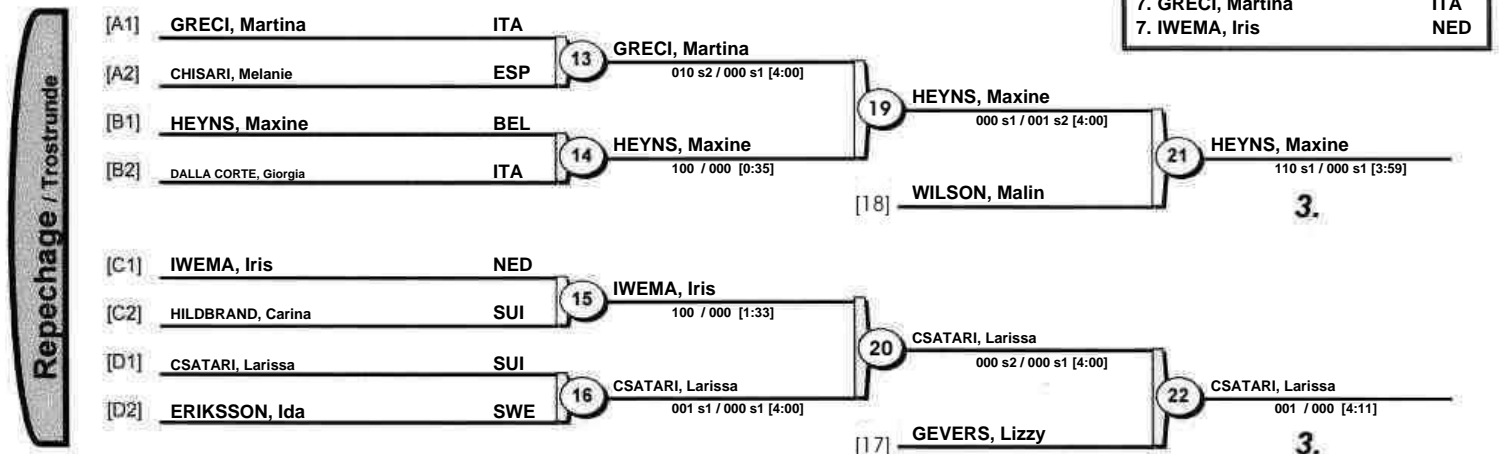 7. GRECI, Martina ITA
7. IWEMA, Iris NED
Repechage / Trostrunde
[A1] GRECI, Martina ITA
13 GRECI, Martina
010 s2 / 000 s1 [4:00]
[A2] CHISARI, Melanie ESP
19 HEYNS, Maxine
000 s1 / 001 s2 [4:00]
[B1] HEYNS, Maxine BEL
14 HEYNS, Maxine
100 / 000 [0:35]
21 HEYNS, Maxine
110 s1 / 000 s1 [3:59]
[B2] DALLA CORTE, Giorgia ITA
[18] WILSON, Malin
3.
[C1] IWEMA, Iris NED
15 IWEMA, Iris
100 / 000 [1:33]
[C2] HILDBRAND, Carina SUI
20 CSATARI, Larissa
000 s2 / 000 s1 [4:00]
[D1] CSATARI, Larissa SUI
16 CSATARI, Larissa
001 s1 / 000 s1 [4:00]
22 CSATARI, Larissa
001 / 000 [4:11]
[D2] ERIKSSON, Ida SWE
[17] GEVERS, Lizzy
3.